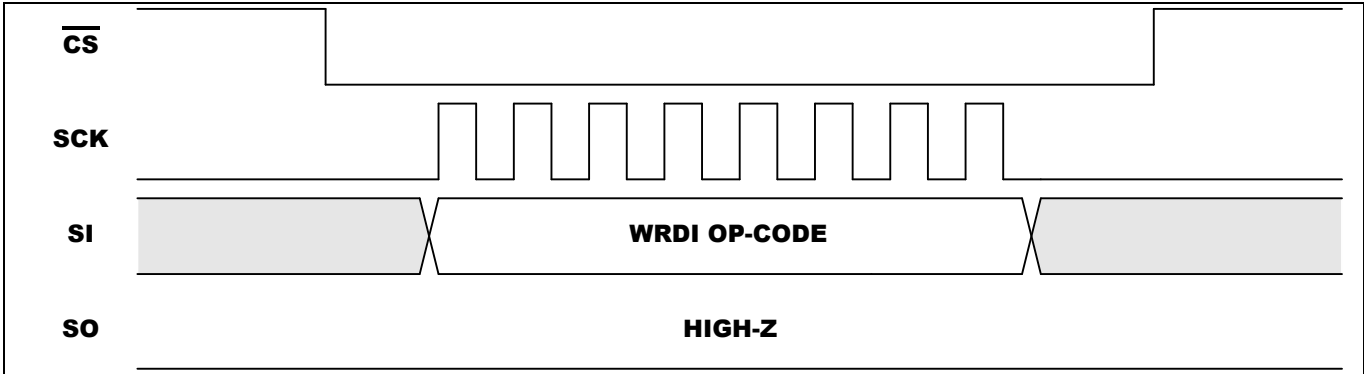 CS
SCK
SI
WRDI OP-CODE
SO
HIGH-Z